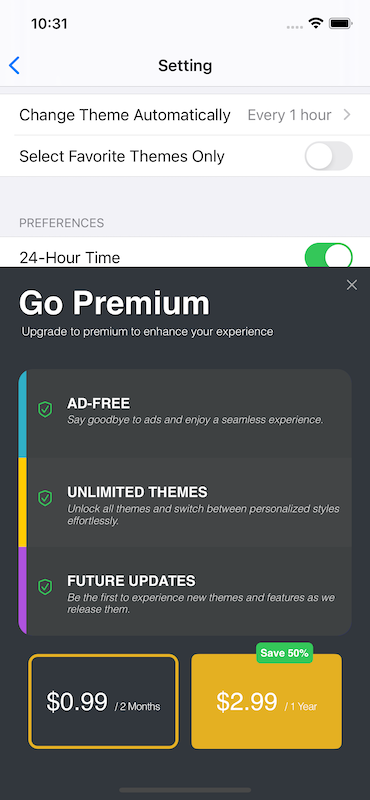 10:31
Setting
Change Theme Automatically Every 1 hour
Select Favorite Themes Only
PREFERENCES
24-Hour Time
Go Premium
Upgrade to premium to enhance your experience
AD-FREE
Say goodbye to ads and enjoy a seamless experience.
UNLIMITED THEMES
Unlock all themes and switch between personalized styles
effortlessly.
FUTURE UPDATES
Be the first to experience new themes and features as we
release them.
Save 50%
$0.99 / 2 Months
$2.99 / 1 Year